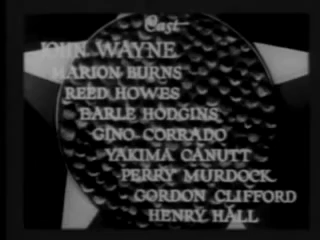 Cast
JOHN WAYNE
MARION BURNS
REED HOWES
EARLE HODGINS
GINO CORRADO
YAKIMA CANUTT
PERRY MURDOCK
GORDON CLIFFORD
HENRY HALL